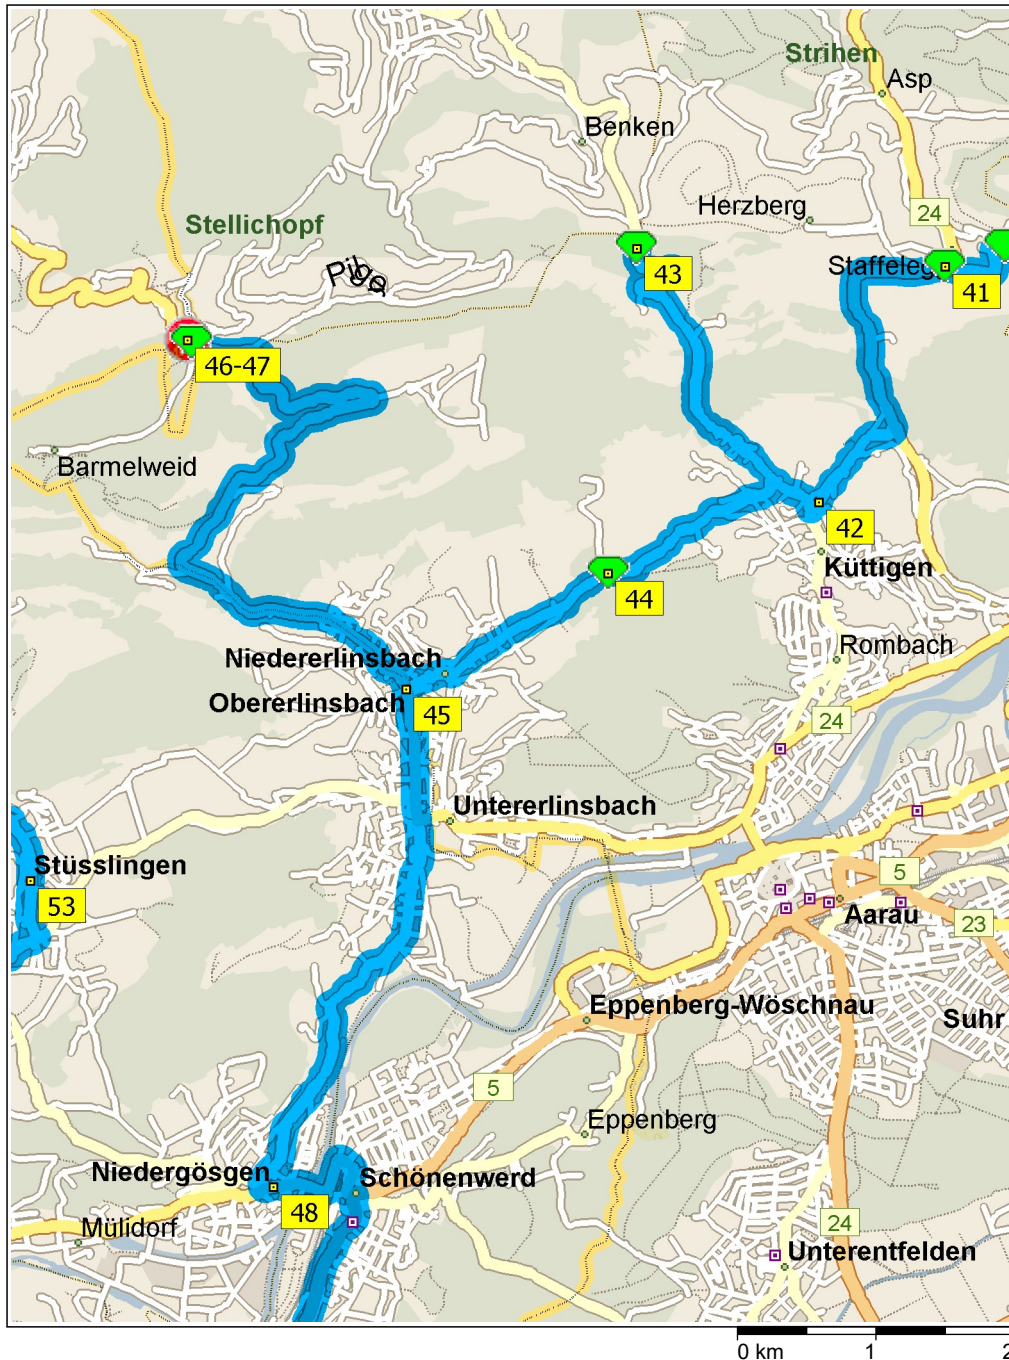 Strihen
Asp
Benken
Herzberg
24
Stellichopf
43
Staffelegg
41
46-47
Barmelweid
42
Küttigen
44
Rombach
Niedererlinsbach
Obererlinsbach
45
24
Untererlinsbach
Stüsslingen
53
5
Aarau
23
Eppenberg-Wöschnau
Suhr
5
Eppenberg
Niedergösgen
Schönenwerd
48
Mülidorf
24
Unterentfelden
0 km
1
2